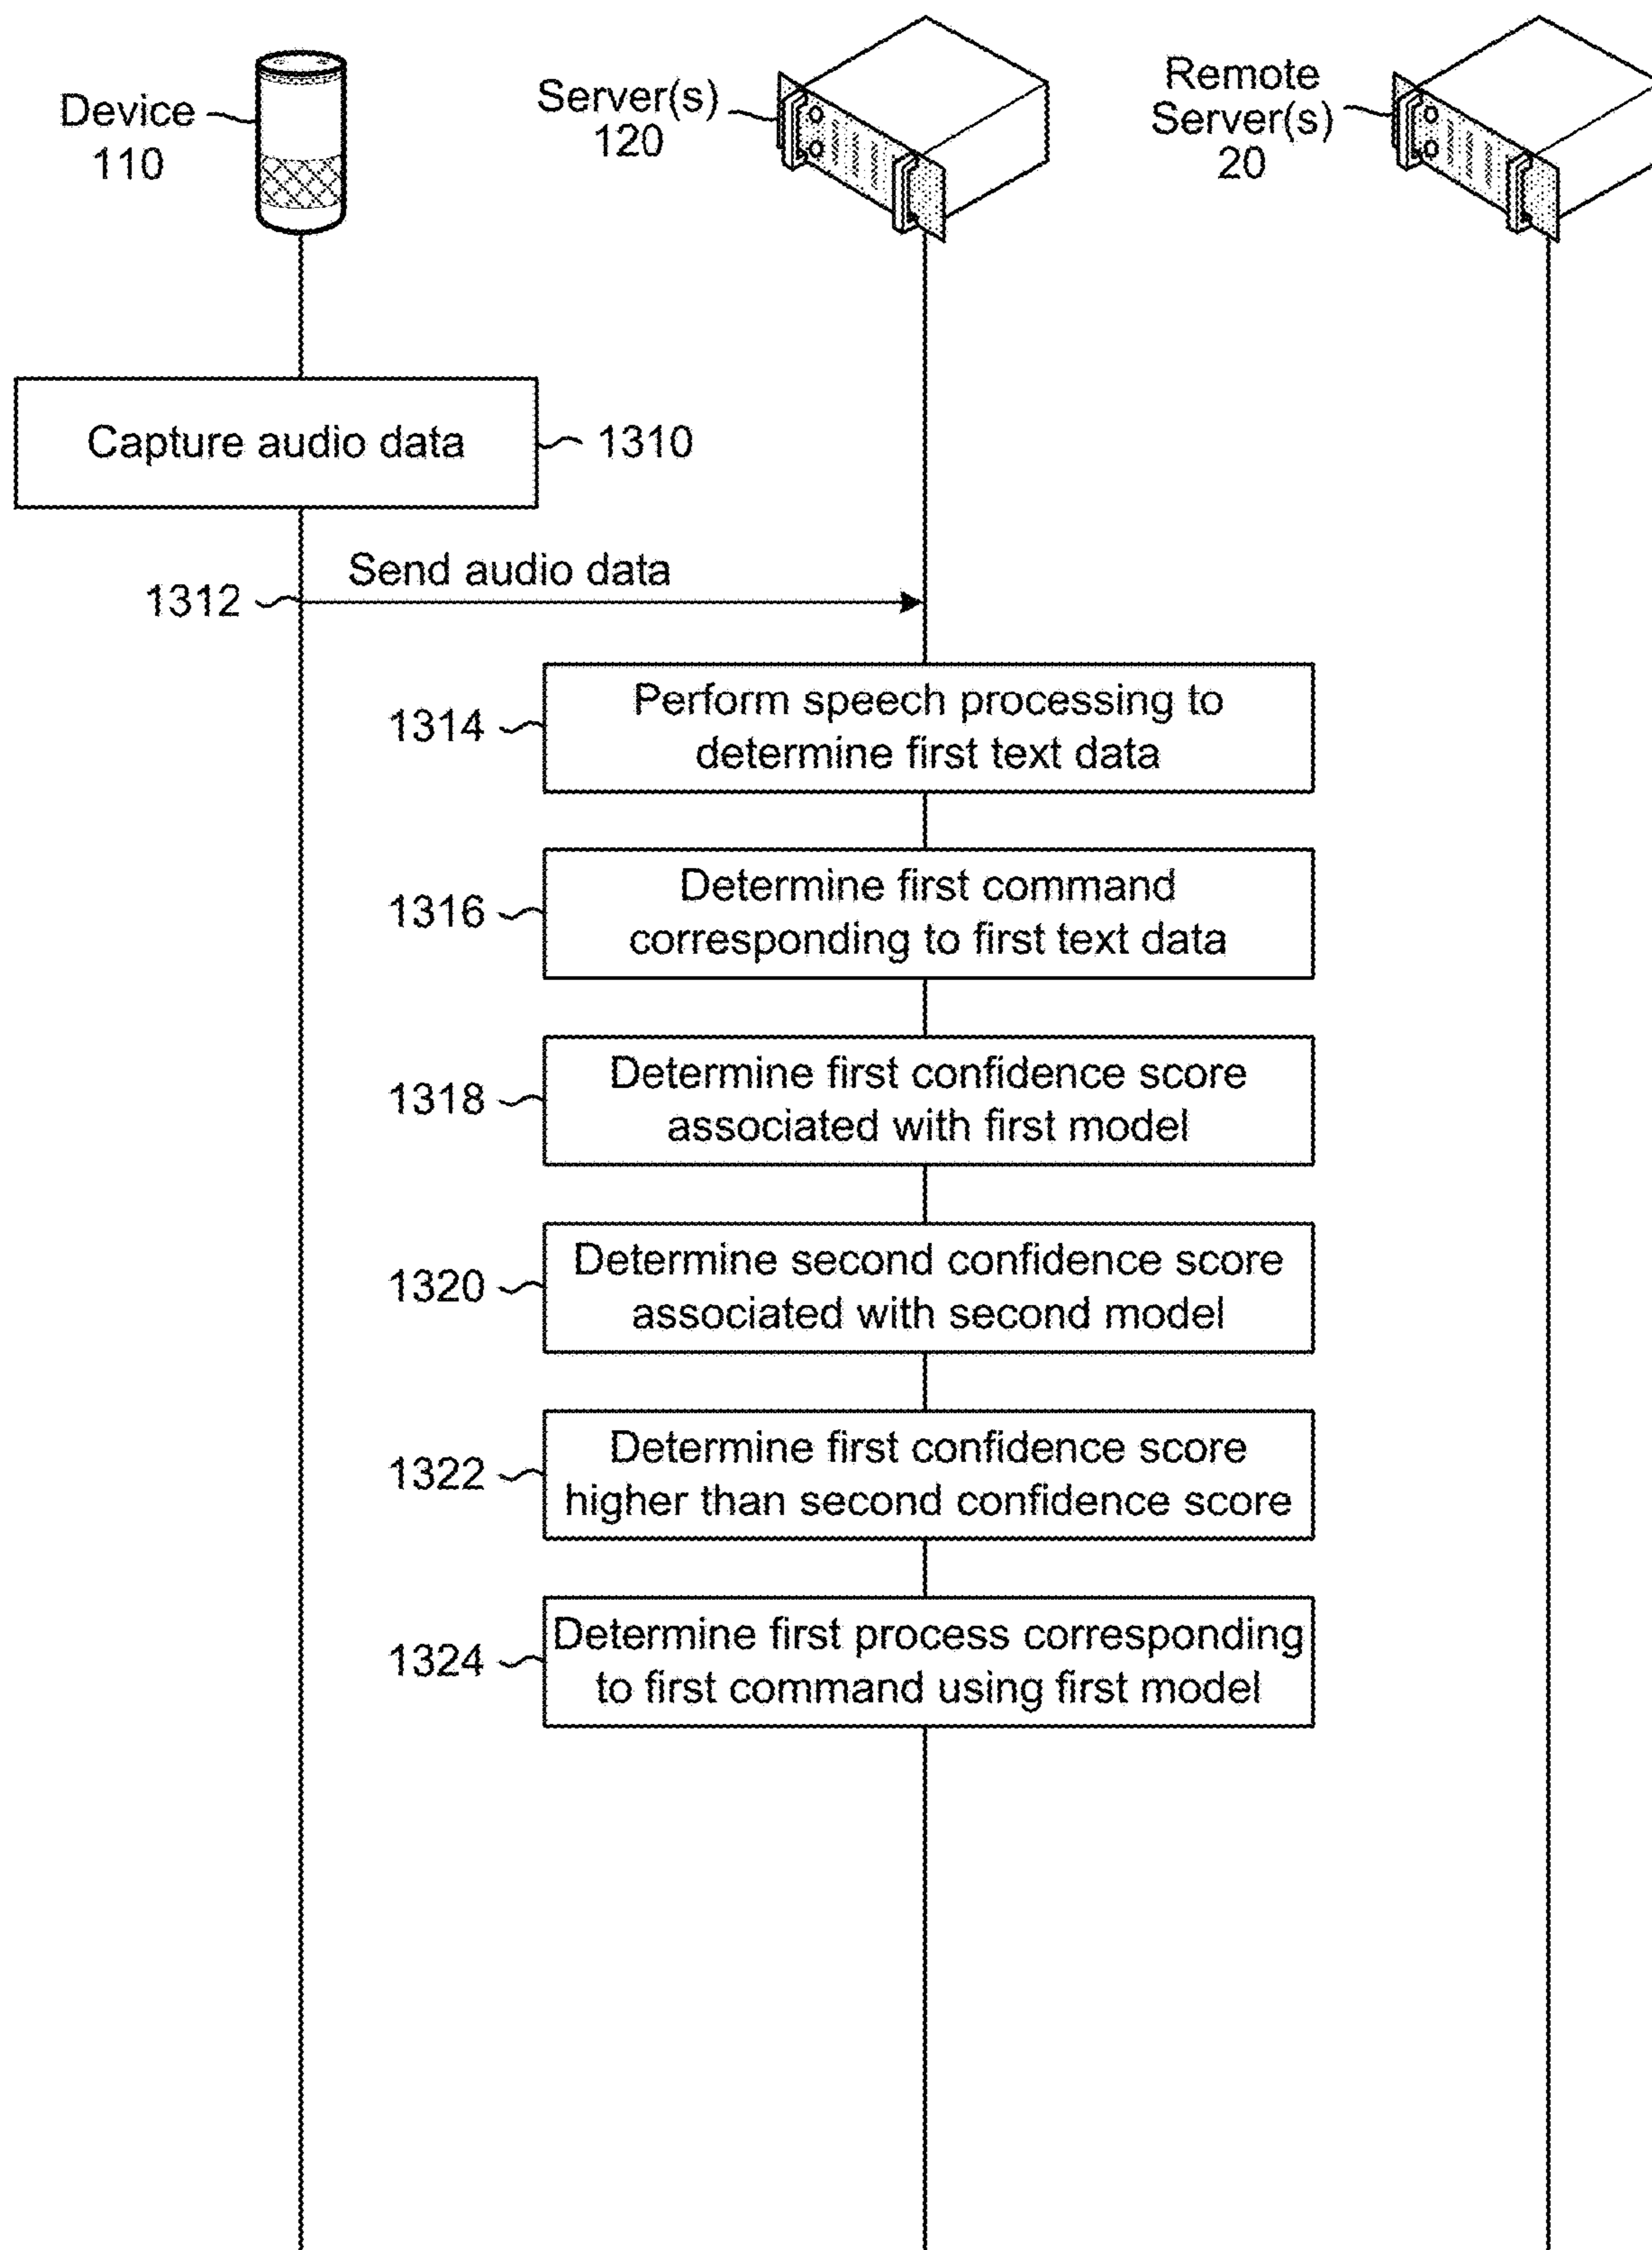 Device
110
Server(s)
120
Remote
Server(s)
20
Capture audio data
1310
Send audio data
1312
Perform speech processing to
determine first text data
1314
Determine first command
corresponding to first text data
1316
Determine first confidence score
associated with first model
1318
Determine second confidence score
associated with second model
1320
Determine first confidence score
higher than second confidence score
1322
Determine first process corresponding
to first command using first model
1324